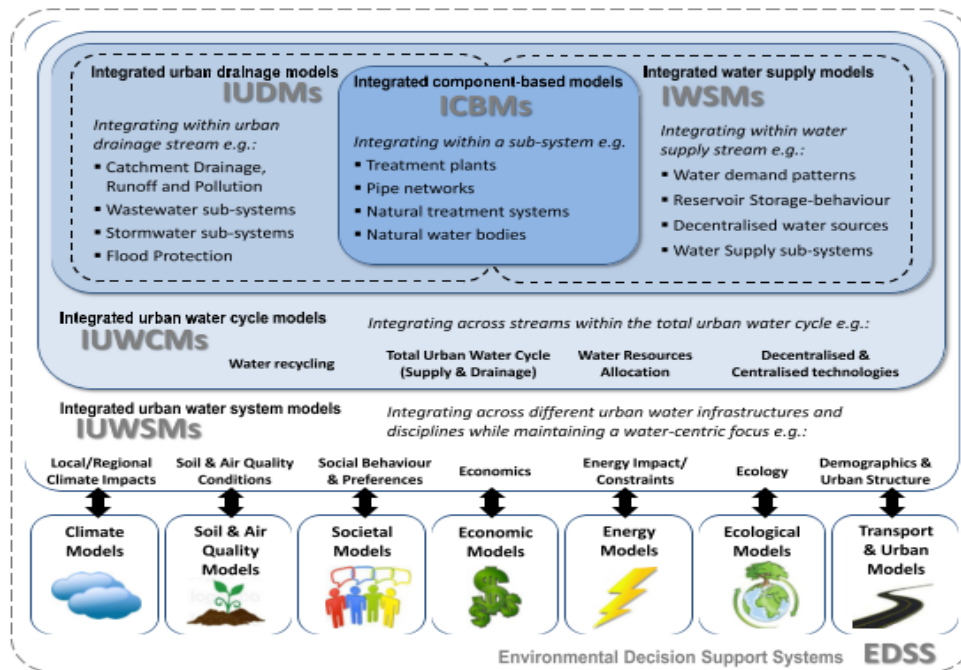 Integrated urban drainage models
IUDMs
Integrating within urban
drainage stream e.g.:
▪ Catchment Drainage,
Runoff and Pollution
▪ Wastewater sub-systems
▪ Stormwater sub-systems
▪ Flood Protection
Integrated component-based models
ICBMs
Integrating within a sub-system e.g.
▪ Treatment plants
▪ Pipe networks
▪ Natural treatment systems
▪ Natural water bodies
Integrated water supply models
IWSMs
Integrating within water
supply stream e.g.:
▪ Water demand patterns
▪ Reservoir Storage-behaviour
▪ Decentralised water sources
▪ Water Supply sub-systems
Integrated urban water cycle models
IUWCMs
Integrating across streams within the total urban water cycle e.g.:
Water recycling
Total Urban Water Cycle
(Supply & Drainage)
Water Resources
Allocation
Decentralised &
Centralised technologies
Integrated urban water system models
IUWSMs
Integrating across different urban water infrastructures and
disciplines while maintaining a water-centric focus e.g.:
Local/Regional
Climate Impacts
Soil & Air Quality
Conditions
Social Behaviour
& Preferences
Economics
Energy Impact/
Constraints
Ecology
Demographics &
Urban Structure
Climate
Models
Soil & Air
Quality
Models
Societal
Models
Economic
Models
Energy
Models
Ecological
Models
Transport
& Urban
Models
Environmental Decision Support Systems EDSS